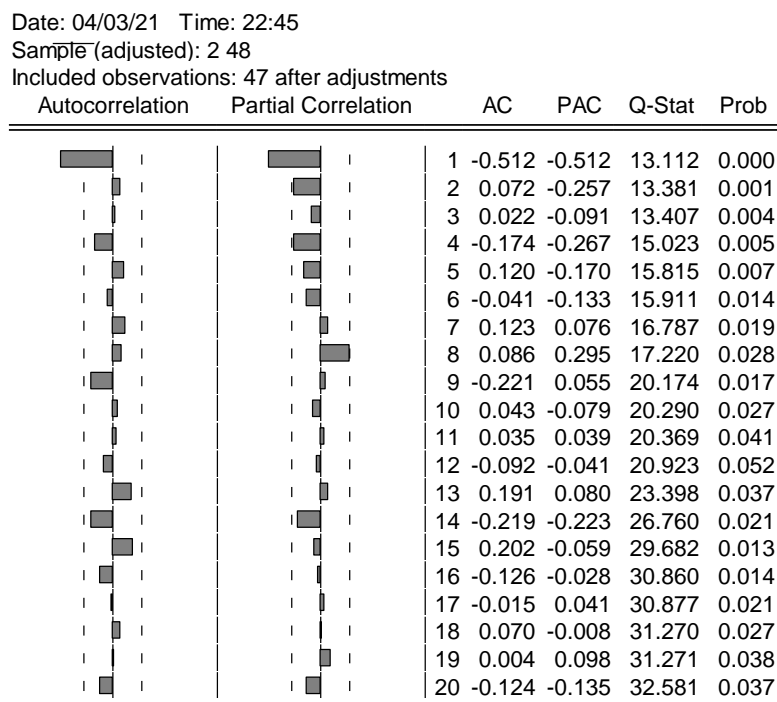 Date: 04/03/21 Time: 22:45
Sample (adjusted): 2 48
Included observations: 47 after adjustments
Autocorrelation Partial Correlation AC PAC Q-Stat Prob
1 -0.512 -0.512 13.112 0.000
2 0.072 -0.257 13.381 0.001
3 0.022 -0.091 13.407 0.004
4 -0.174 -0.267 15.023 0.005
5 0.120 -0.170 15.815 0.007
6 -0.041 -0.133 15.911 0.014
7 0.123 0.076 16.787 0.019
8 0.086 0.295 17.220 0.028
9 -0.221 0.055 20.174 0.017
10 0.043 -0.079 20.290 0.027
11 0.035 0.039 20.369 0.041
12 -0.092 -0.041 20.923 0.052
13 0.191 0.080 23.398 0.037
14 -0.219 -0.223 26.760 0.021
15 0.202 -0.059 29.682 0.013
16 -0.126 -0.028 30.860 0.014
17 -0.015 0.041 30.877 0.021
18 0.070 -0.008 31.270 0.027
19 0.004 0.098 31.271 0.038
20 -0.124 -0.135 32.581 0.037